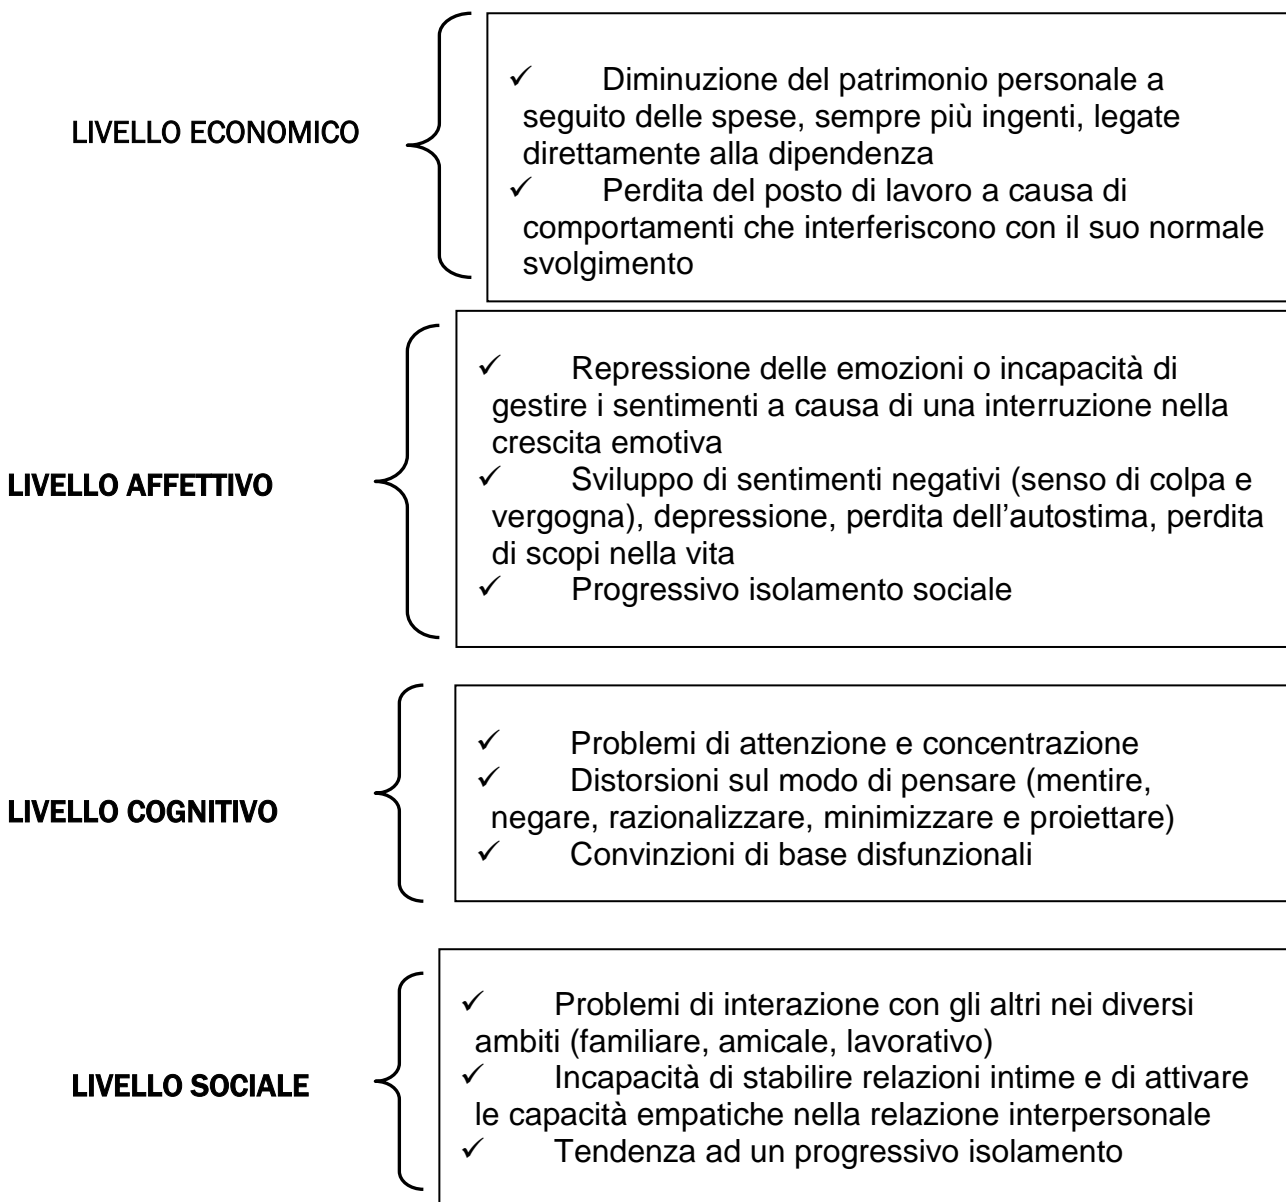 LIVELLO ECONOMICO
✓ Diminuzione del patrimonio personale a
seguito delle spese, sempre più ingenti, legate
direttamente alla dipendenza
✓ Perdita del posto di lavoro a causa di
comportamenti che interferiscono con il suo normale
svolgimento
LIVELLO AFFETTIVO
✓ Repressione delle emozioni o incapacità di
gestire i sentimenti a causa di una interruzione nella
crescita emotiva
✓ Sviluppo di sentimenti negativi (senso di colpa e
vergogna), depressione, perdita dell’autostima, perdita
di scopi nella vita
✓ Progressivo isolamento sociale
LIVELLO COGNITIVO
✓ Problemi di attenzione e concentrazione
✓ Distorsioni sul modo di pensare (mentire,
negare, razionalizzare, minimizzare e proiettare)
✓ Convinzioni di base disfunzionali
LIVELLO SOCIALE
✓ Problemi di interazione con gli altri nei diversi
ambiti (familiare, amicale, lavorativo)
✓ Incapacità di stabilire relazioni intime e di attivare
le capacità empatiche nella relazione interpersonale
✓ Tendenza ad un progressivo isolamento